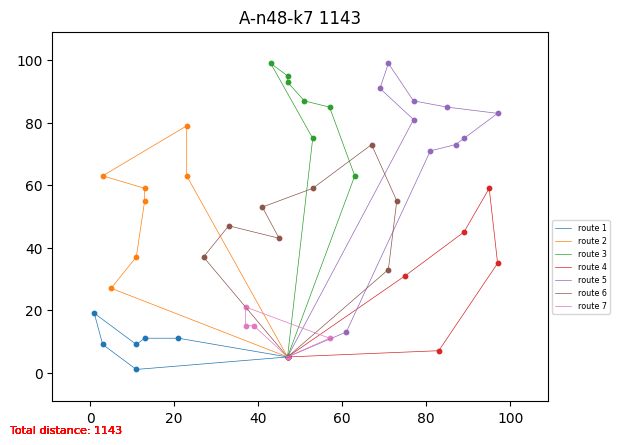 A-n48-k7 1143
100
80
60
40
20
0
0 20 40 60 80 100
route 1
route 2
route 3
route 4
route 5
route 6
route 7
Total distance: 1143